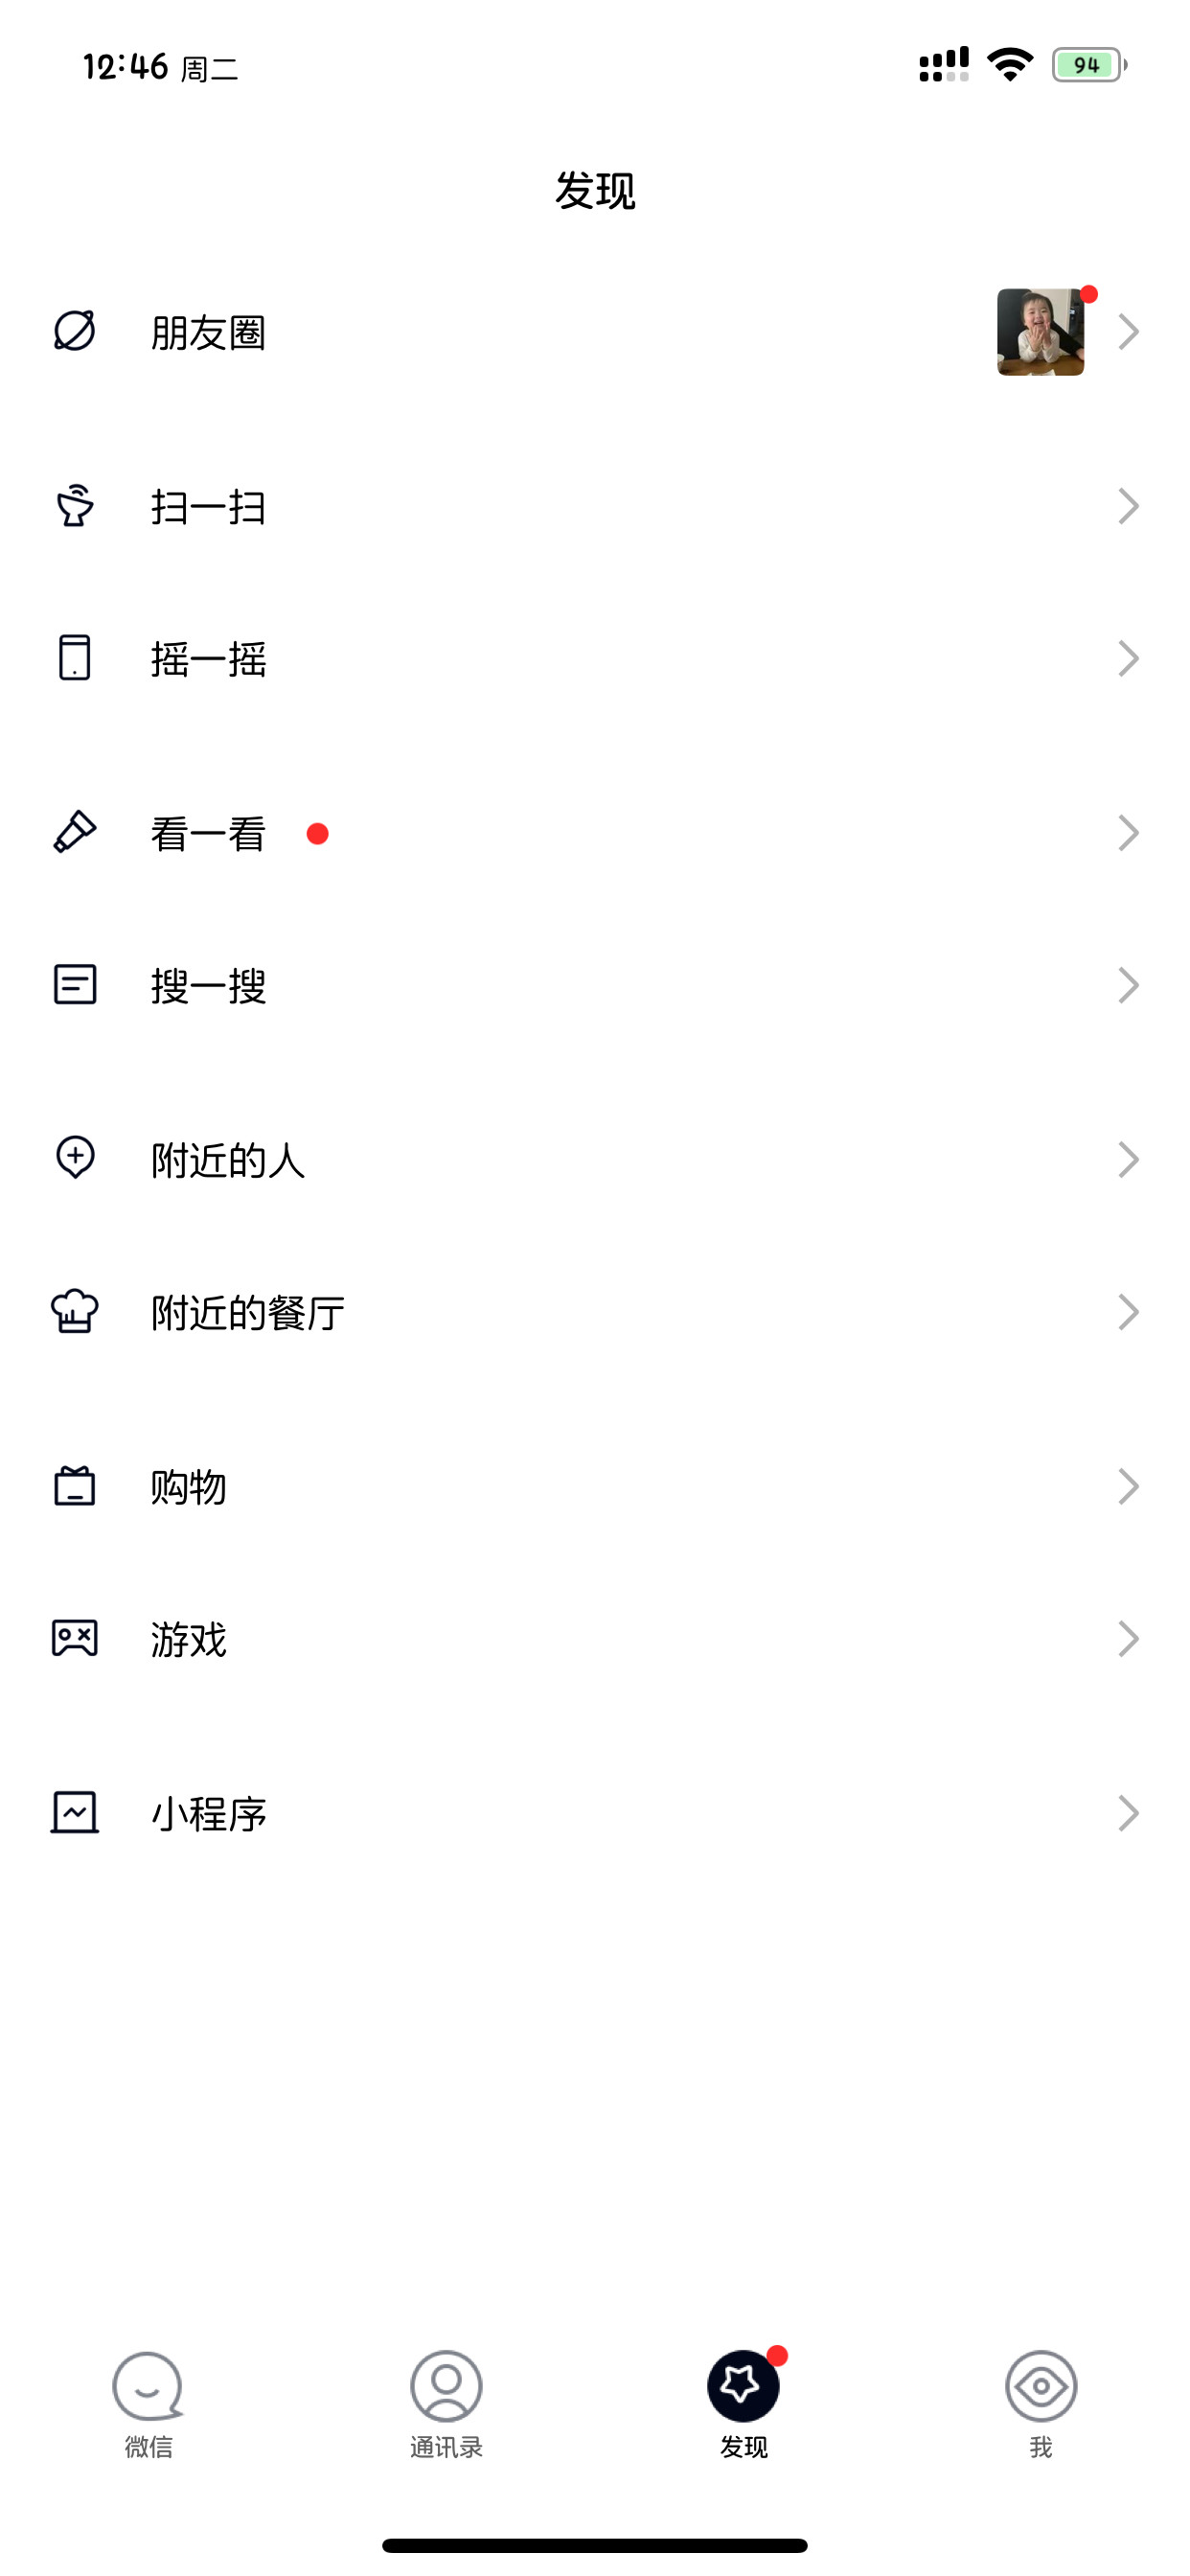 12:46 周二
94
发现
朋友圈
扫一扫
摇一摇
看一看
搜一搜
附近的人
附近的餐厅
购物
游戏
小程序
微信
通讯录
发现
我